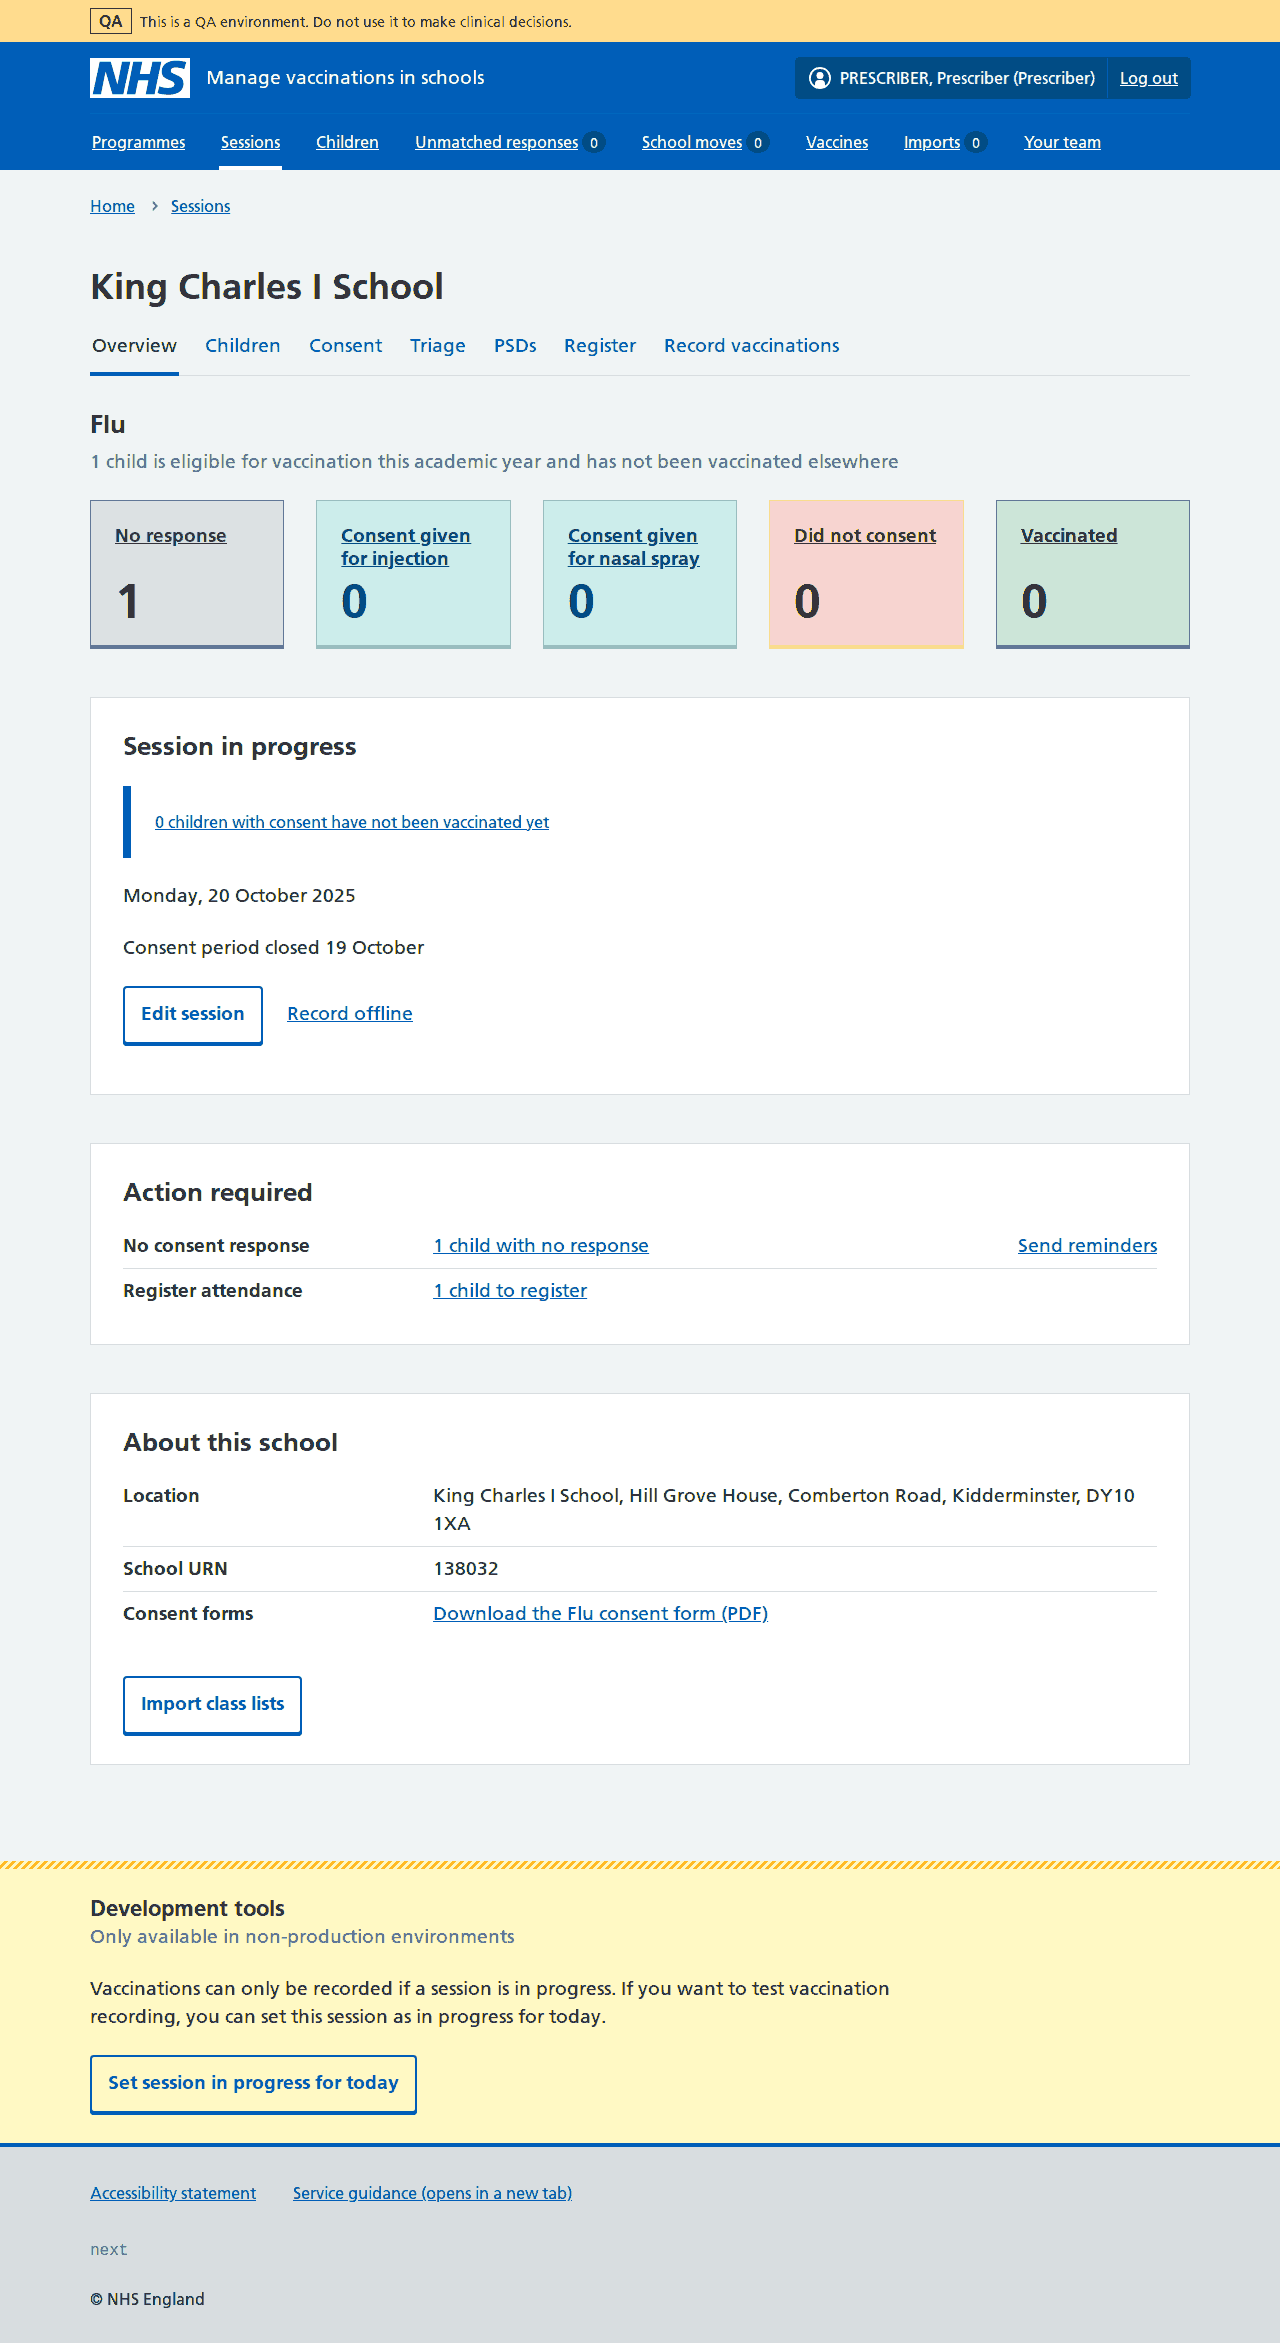 QA This is a QA environment. Do not use it to make clinical decisions.
NHS Manage vaccinations in schools PRESCRIBER, Prescriber (Prescriber) Log out
Programmes Sessions Children Unmatched responses 0 School moves 0 Vaccines Imports 0 Your team
Home Sessions
King Charles I School
Overview Children Consent Triage PSDs Register Record vaccinations
Flu
1 child is eligible for vaccination this academic year and has not been vaccinated elsewhere
No response
1
Consent given
for injection
0
Consent given
for nasal spray
0
Did not consent
0
Vaccinated
0
Session in progress
0 children with consent have not been vaccinated yet
Monday, 20 October 2025
Consent period closed 19 October
Edit session Record offline
Action required
No consent response 1 child with no response Send reminders
Register attendance 1 child to register
About this school
Location King Charles I School, Hill Grove House, Comberton Road, Kidderminster, DY10
1XA
School URN 138032
Consent forms Download the Flu consent form (PDF)
Import class lists
Development tools
Only available in non-production environments
Vaccinations can only be recorded if a session is in progress. If you want to test vaccination
recording, you can set this session as in progress for today.
Set session in progress for today
Accessibility statement Service guidance (opens in a new tab)
next
© NHS England